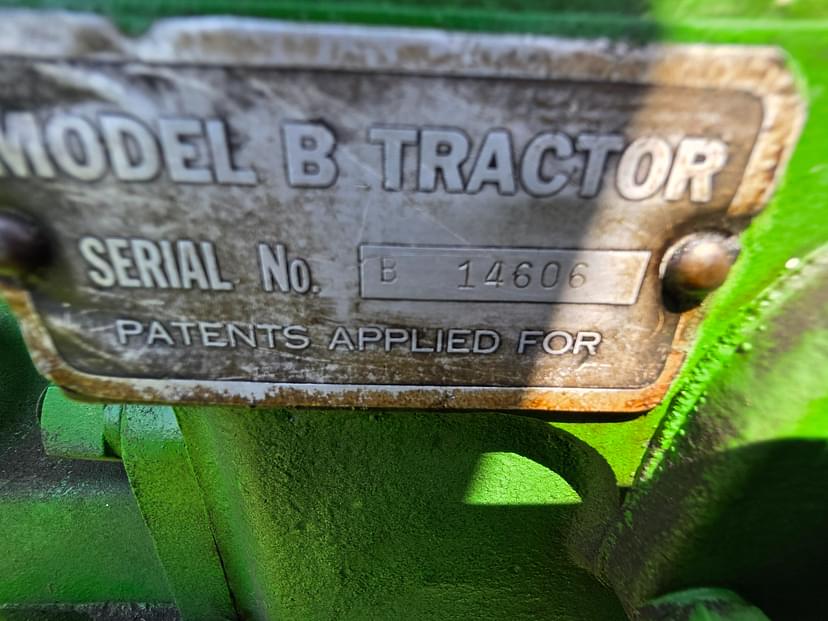 MODEL B TRACTOR
SERIAL No. B 14606
PATENTS APPLIED FOR